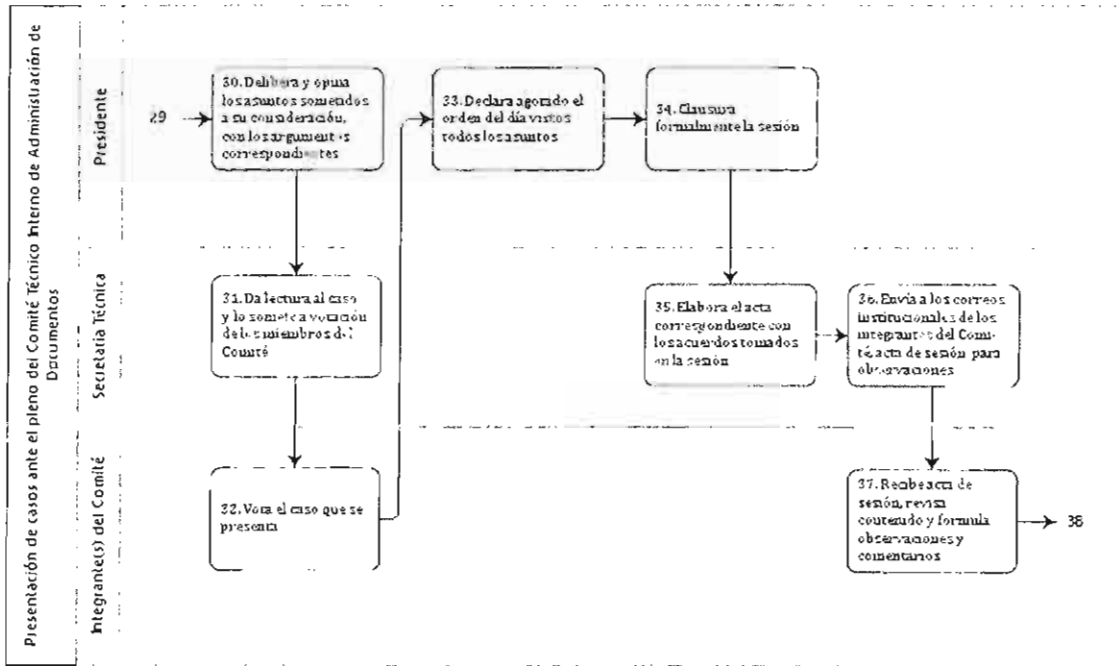 Presentación de casos ante el pleno del Comité Técnico Interno de Administración de
Documentos
Presidente
29
30. Delibera y opina
los asuntos sometidos
a su consideración,
con los argumentos
correspondientes
33. Declara agotado el
orden del día vistos
todos los asuntos
34. Clausura
formalmente la sesión
Secretaria Técnica
31. Da lectura al caso
y lo somete a votación
de los miembros del
Comité
35. Elabora el acta
correspondiente con
los acuerdos tomados
en la sesión
36. Envía a los correos
institucionales de los
integrantes del Comi-
té, acta de sesión para
observaciones
Integrante(s) del Comité
32. Vota el caso que se
presenta
37. Recibe acta de
sesión, revisa
contenido y formula
observaciones y
comentarios
38